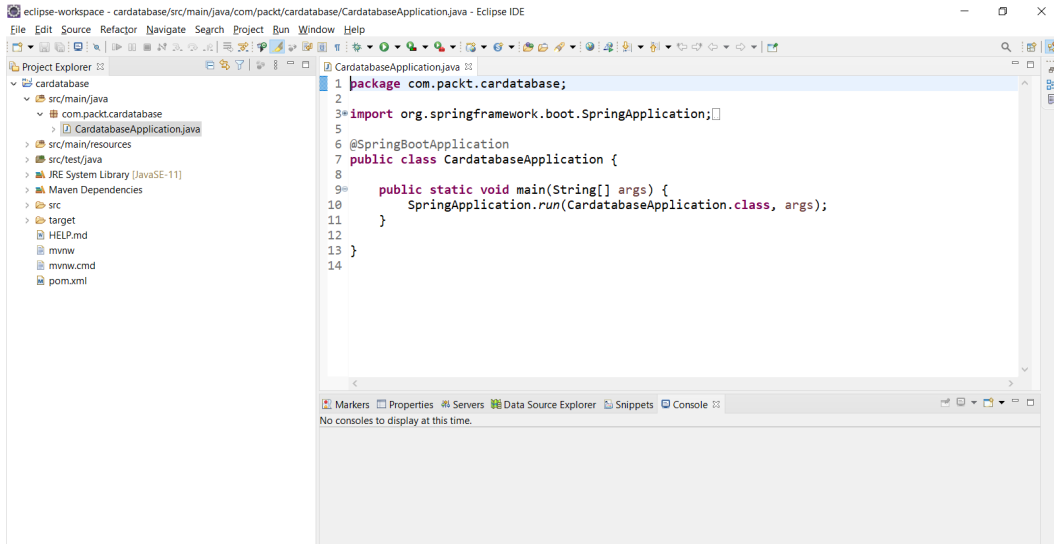 eclipse-workspace - cardatabase/src/main/java/com/packt/cardatabase/CardatabaseApplication.java - Eclipse IDE
File Edit Source Refactor Navigate Search Project Run Window Help
Project Explorer
cardatabase
src/main/java
com.packt.cardatabase
CardatabaseApplication.java
src/main/resources
src/test/java
JRE System Library [JavaSE-11]
Maven Dependencies
src
target
HELP.md
mvnw
mvnw.cmd
pom.xml
CardatabaseApplication.java
1 package com.packt.cardatabase;
2
3 import org.springframework.boot.SpringApplication;
5
6 @SpringBootApplication
7 public class CardatabaseApplication {
8
9 public static void main(String[] args) {
10 SpringApplication.run(CardatabaseApplication.class, args);
11 }
12
13 }
14
Markers Properties Servers Data Source Explorer Snippets Console
No consoles to display at this time.